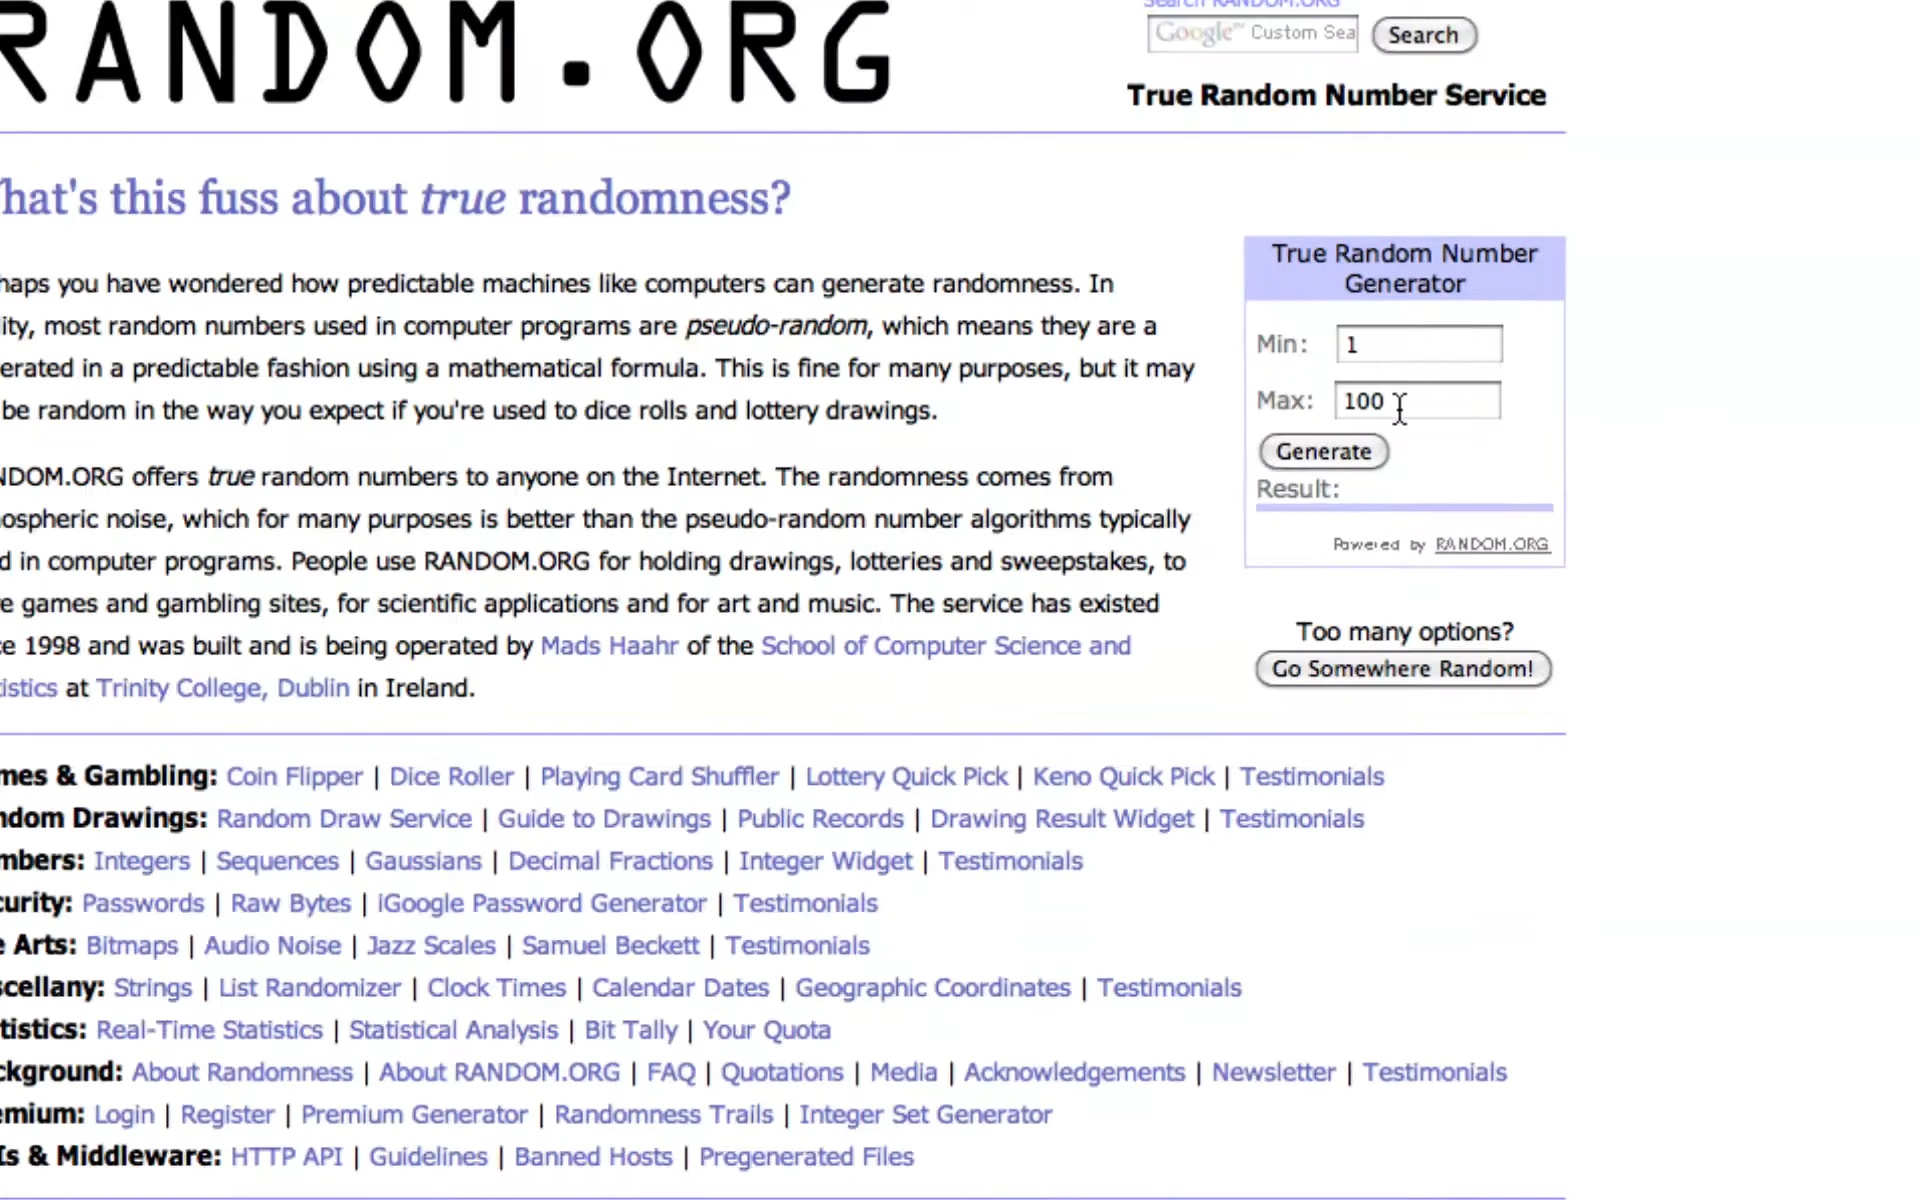 RANDOM.ORG
Search RANDOM.ORG
Google™ Custom Sea
Search
True Random Number Service
hat's this fuss about true randomness?
haps you have wondered how predictable machines like computers can generate randomness. In
lity, most random numbers used in computer programs are pseudo-random, which means they are a
erated in a predictable fashion using a mathematical formula. This is fine for many purposes, but it may
be random in the way you expect if you're used to dice rolls and lottery drawings.
NDOM.ORG offers true random numbers to anyone on the Internet. The randomness comes from
ospheric noise, which for many purposes is better than the pseudo-random number algorithms typically
d in computer programs. People use RANDOM.ORG for holding drawings, lotteries and sweepstakes, to
e games and gambling sites, for scientific applications and for art and music. The service has existed
ce 1998 and was built and is being operated by Mads Haahr of the School of Computer Science and
tistics at Trinity College, Dublin in Ireland.
True Random Number
Generator
Min: 1
Max: 100
Generate
Result:
Powered by RANDOM.ORG
Too many options?
Go Somewhere Random!
mes & Gambling: Coin Flipper | Dice Roller | Playing Card Shuffler | Lottery Quick Pick | Keno Quick Pick | Testimonials
ndom Drawings: Random Draw Service | Guide to Drawings | Public Records | Drawing Result Widget | Testimonials
mbers: Integers | Sequences | Gaussians | Decimal Fractions | Integer Widget | Testimonials
curity: Passwords | Raw Bytes | iGoogle Password Generator | Testimonials
e Arts: Bitmaps | Audio Noise | Jazz Scales | Samuel Beckett | Testimonials
scellany: Strings | List Randomizer | Clock Times | Calendar Dates | Geographic Coordinates | Testimonials
tistics: Real-Time Statistics | Statistical Analysis | Bit Tally | Your Quota
ckground: About Randomness | About RANDOM.ORG | FAQ | Quotations | Media | Acknowledgements | Newsletter | Testimonials
emium: Login | Register | Premium Generator | Randomness Trails | Integer Set Generator
Is & Middleware: HTTP API | Guidelines | Banned Hosts | Pregenerated Files